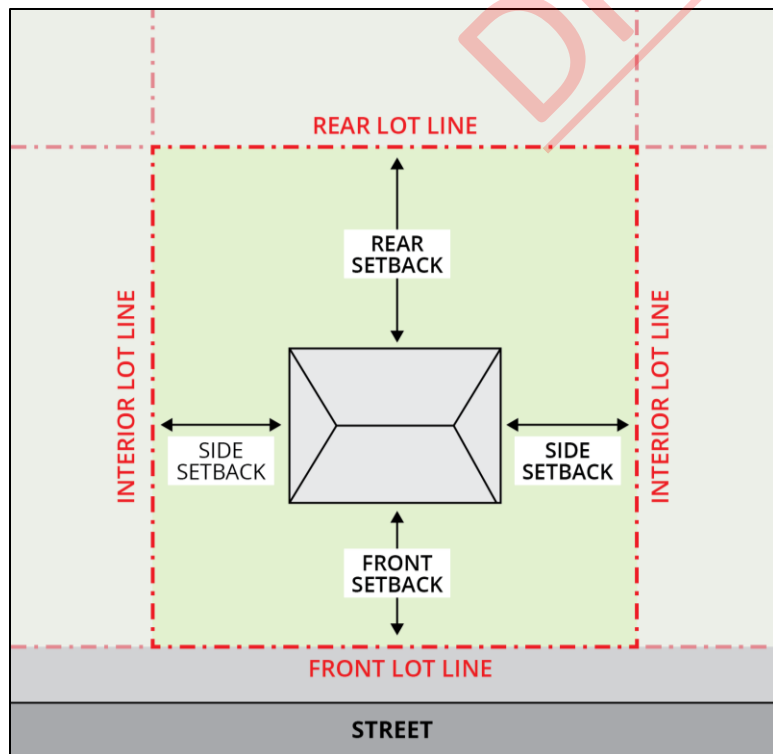 REAR LOT LINE
REAR
SETBACK
INTERIOR LOT LINE
INTERIOR LOT LINE
SIDE
SETBACK
SIDE
SETBACK
FRONT
SETBACK
FRONT LOT LINE
STREET